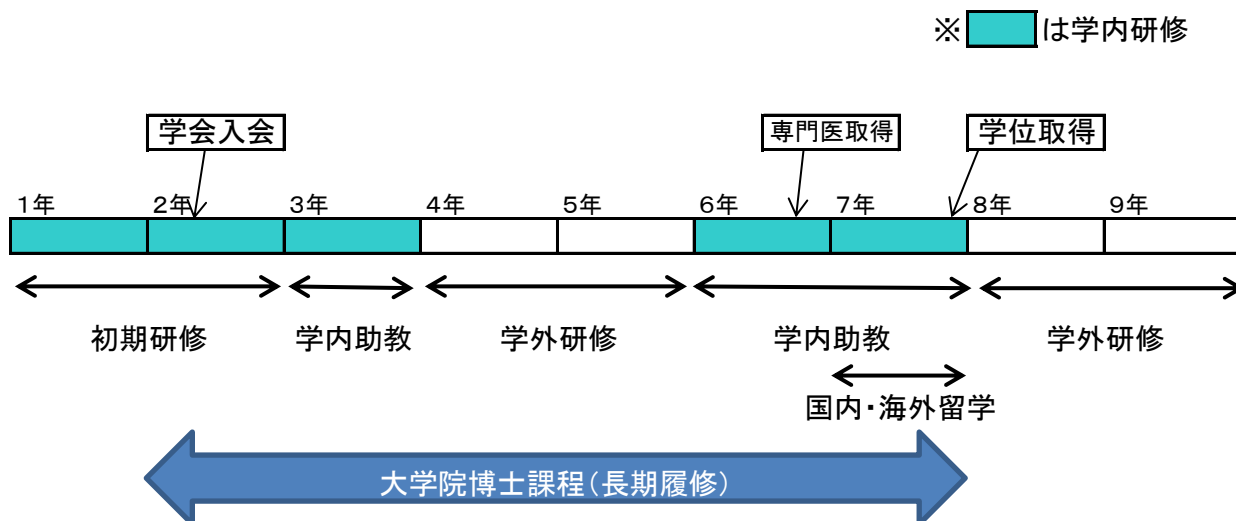 ※ は学内研修
学会入会
専門医取得
学位取得
1年 2年 3年 4年 5年 6年 7年 8年 9年
初期研修 学内助教 学外研修 学内助教 学外研修
国内・海外留学
大学院博士課程(長期履修)